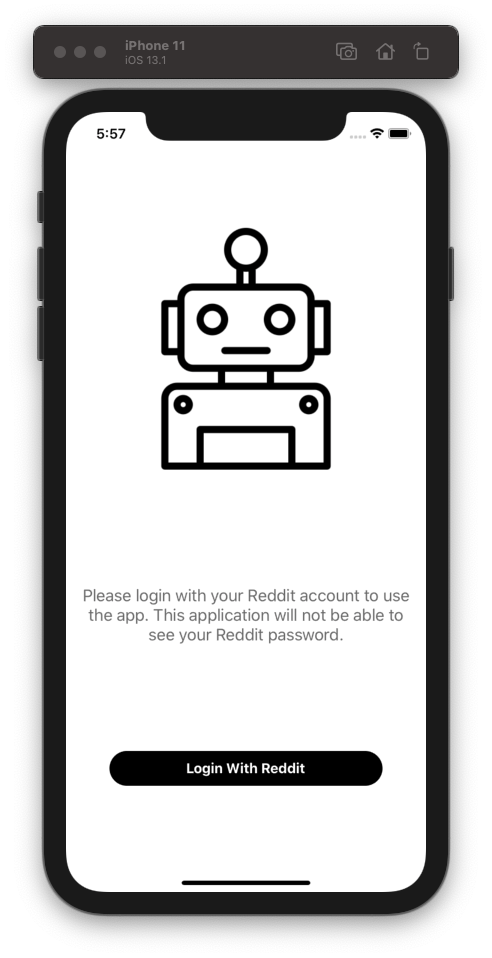 iPhone 11
iOS 13.1
5:57
Please login with your Reddit account to use
the app. This application will not be able to
see your Reddit password.
Login With Reddit